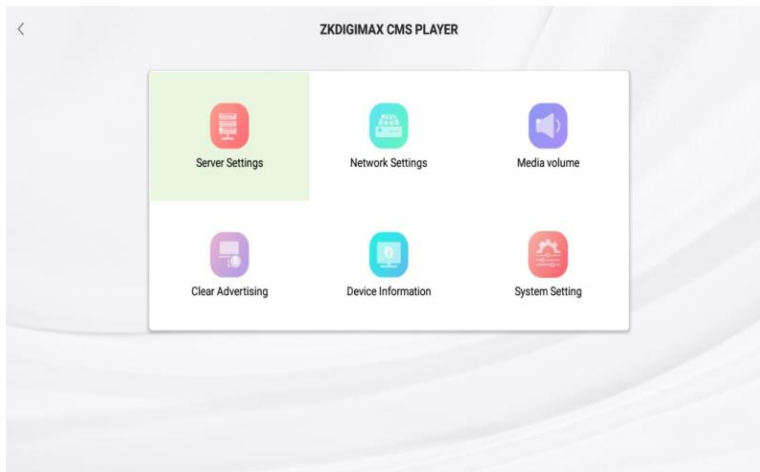 ZKDIGIMAX CMS PLAYER
Server Settings
Network Settings
Media volume
Clear Advertising
Device Information
System Setting